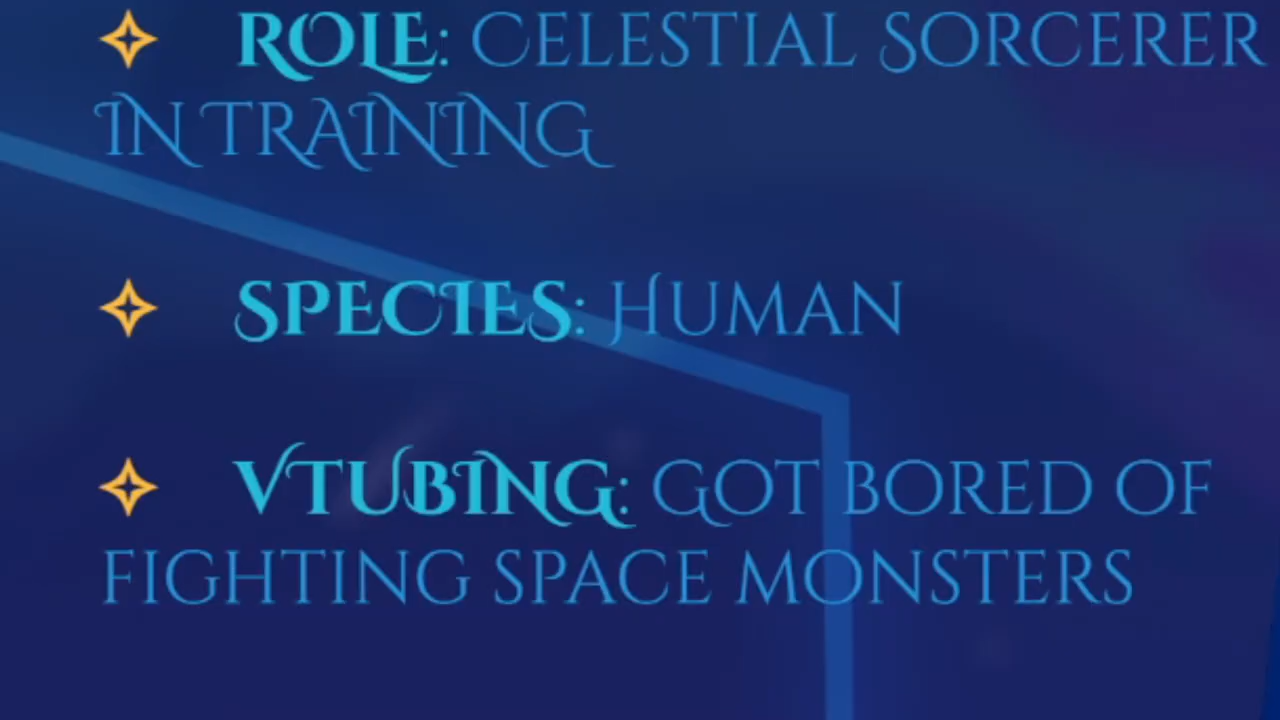 ROLE: CELESTIAL SORCERER
IN TRAINING
SPECIES: HUMAN
VTUBING: GOT BORED OF
FIGHTING SPACE MONSTERS